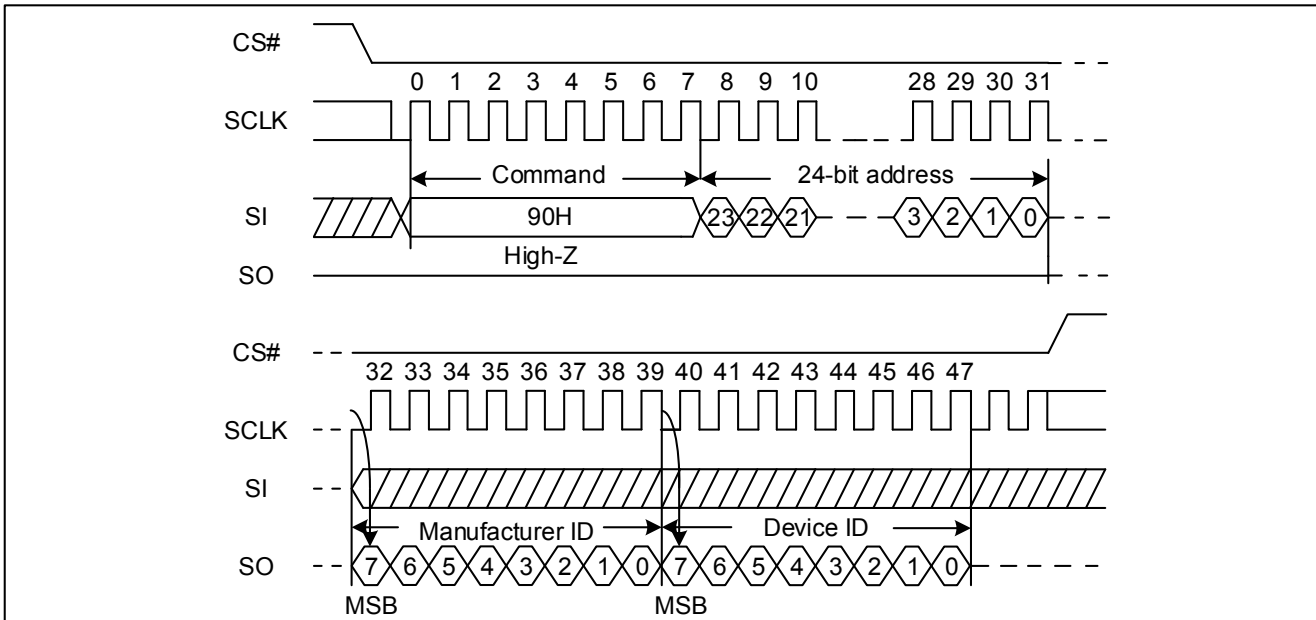 CS#
0 1 2 3 4 5 6 7 8 9 10 28 29 30 31
SCLK
Command 24-bit address
SI 90H 23 22 21 3 2 1 0
High-Z
SO
CS#
32 33 34 35 36 37 38 39 40 41 42 43 44 45 46 47
SCLK
SI
Manufacturer ID Device ID
SO 7 6 5 4 3 2 1 0 7 6 5 4 3 2 1 0
MSB MSB